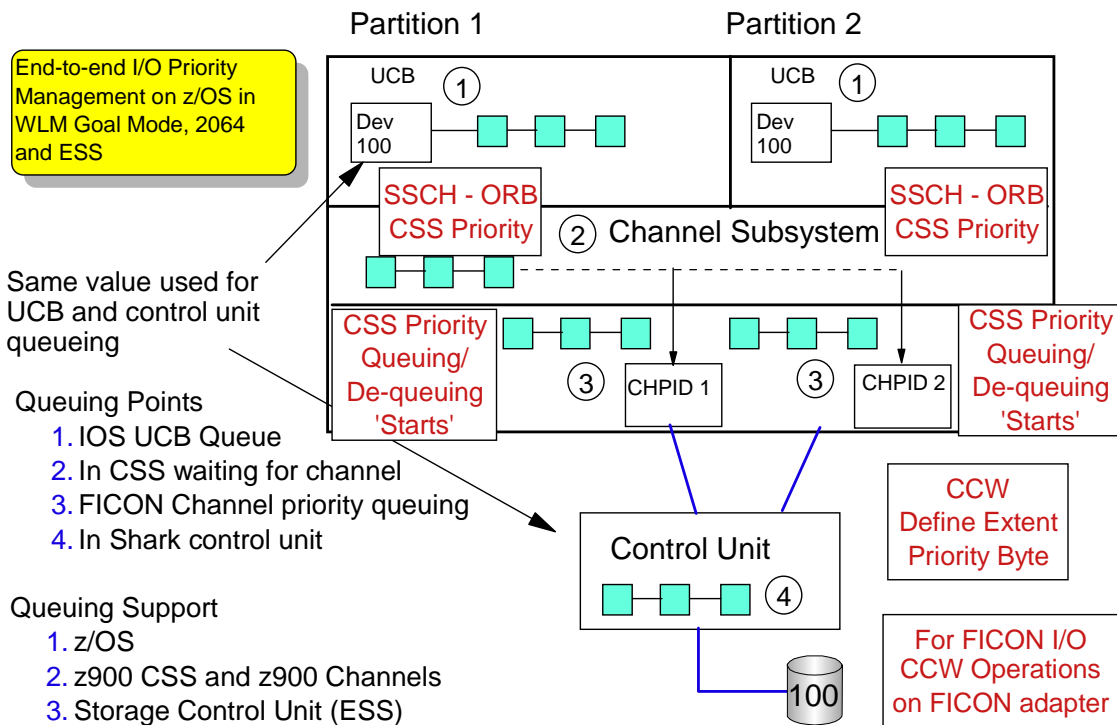 Partition 1
Partition 2
End-to-end I/O Priority
Management on z/OS in
WLM Goal Mode, 2064
and ESS
UCB
1
UCB
1
Dev
100
Dev
100
SSCH - ORB
CSS Priority
SSCH - ORB
CSS Priority
2
Channel Subsystem
Same value used for
UCB and control unit
queueing
CSS Priority
Queuing/
De-queuing
'Starts'
3
CHPID 1
3
CHPID 2
CSS Priority
Queuing/
De-queuing
'Starts'
Queuing Points
1. IOS UCB Queue
2. In CSS waiting for channel
3. FICON Channel priority queuing
4. In Shark control unit
CCW
Define Extent
Priority Byte
Control Unit
4
Queuing Support
1. z/OS
2. z900 CSS and z900 Channels
3. Storage Control Unit (ESS)
100
For FICON I/O
CCW Operations
on FICON adapter